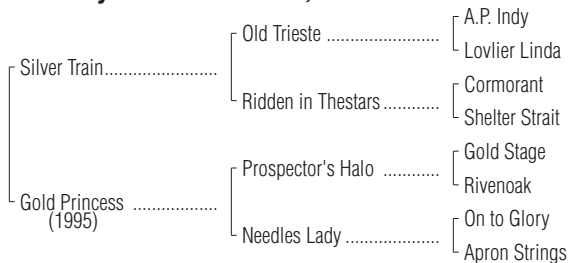 A.P. Indy
Old Trieste
Lovlier Linda
Silver Train
Cormorant
Ridden in Thestars
Shelter Strait
Gold Stage
Prospector's Halo
Rivenoak
Gold Princess
(1995)
On to Glory
Needles Lady
Apron Strings